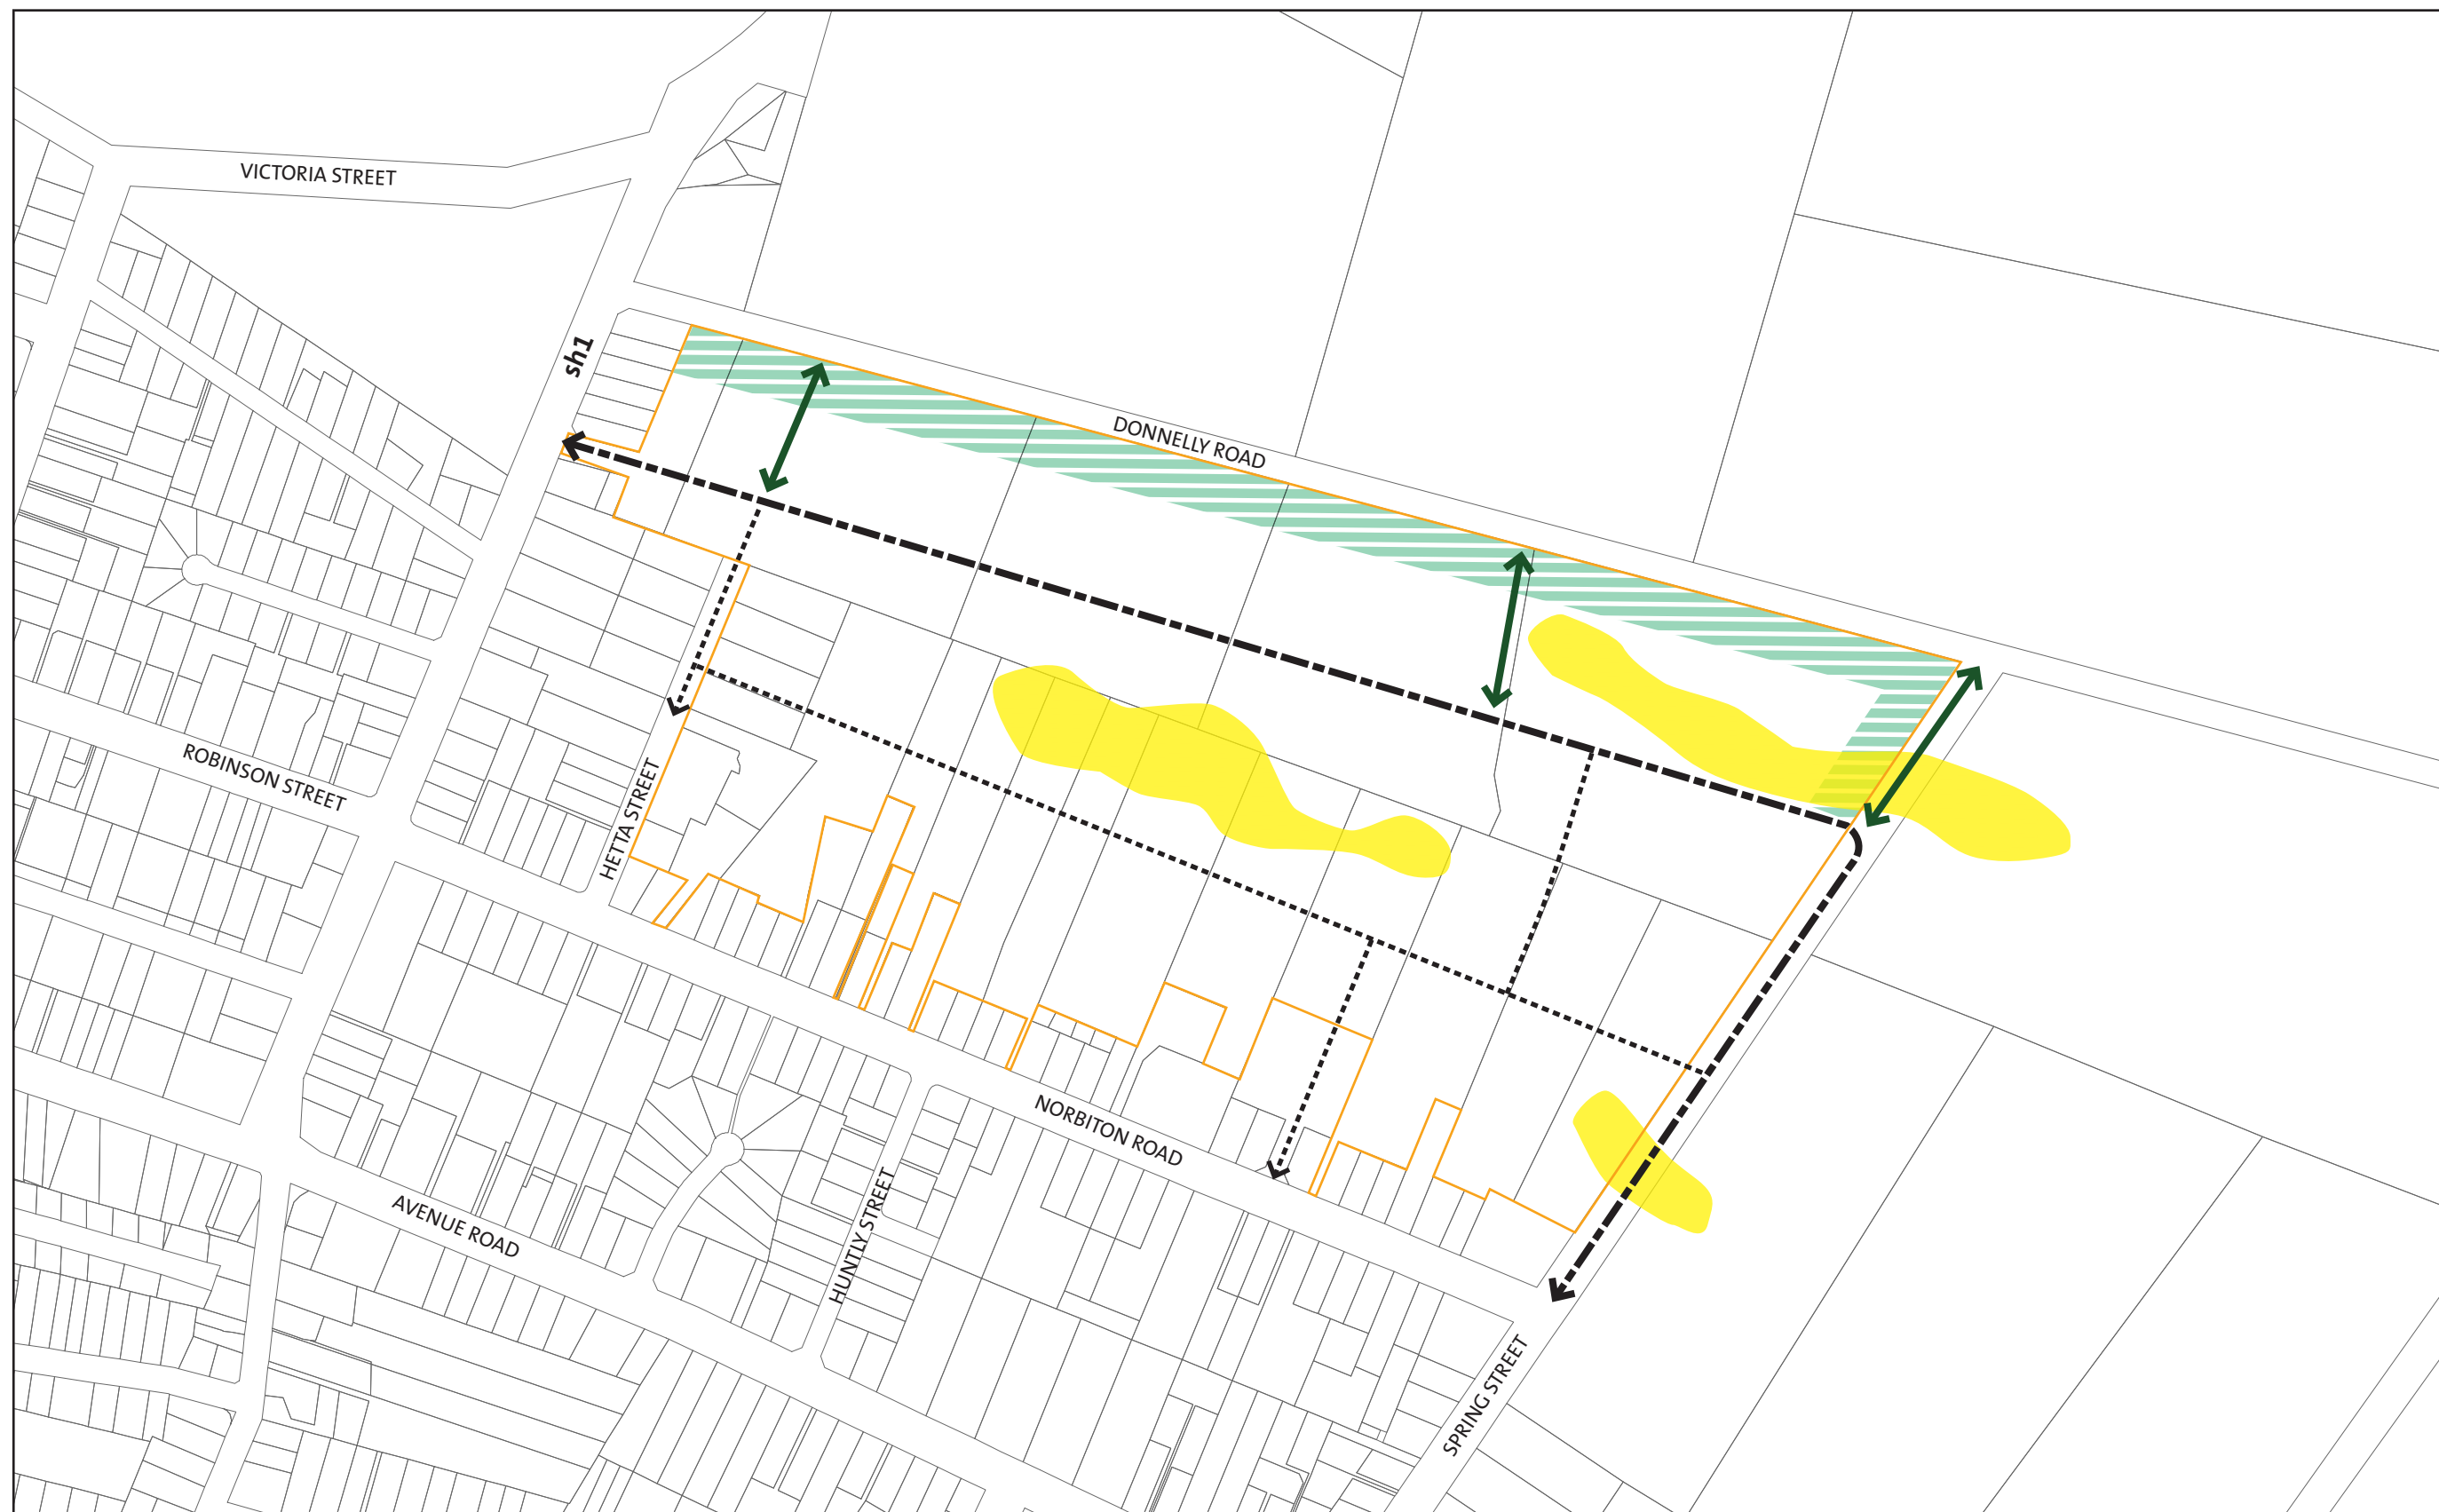 VICTORIA STREET
sh1
DONNELLY ROAD
ROBINSON STREET
HETTA STREET
NORBITON ROAD
AVENUE ROAD
HUNTLY STREET
SPRING STREET